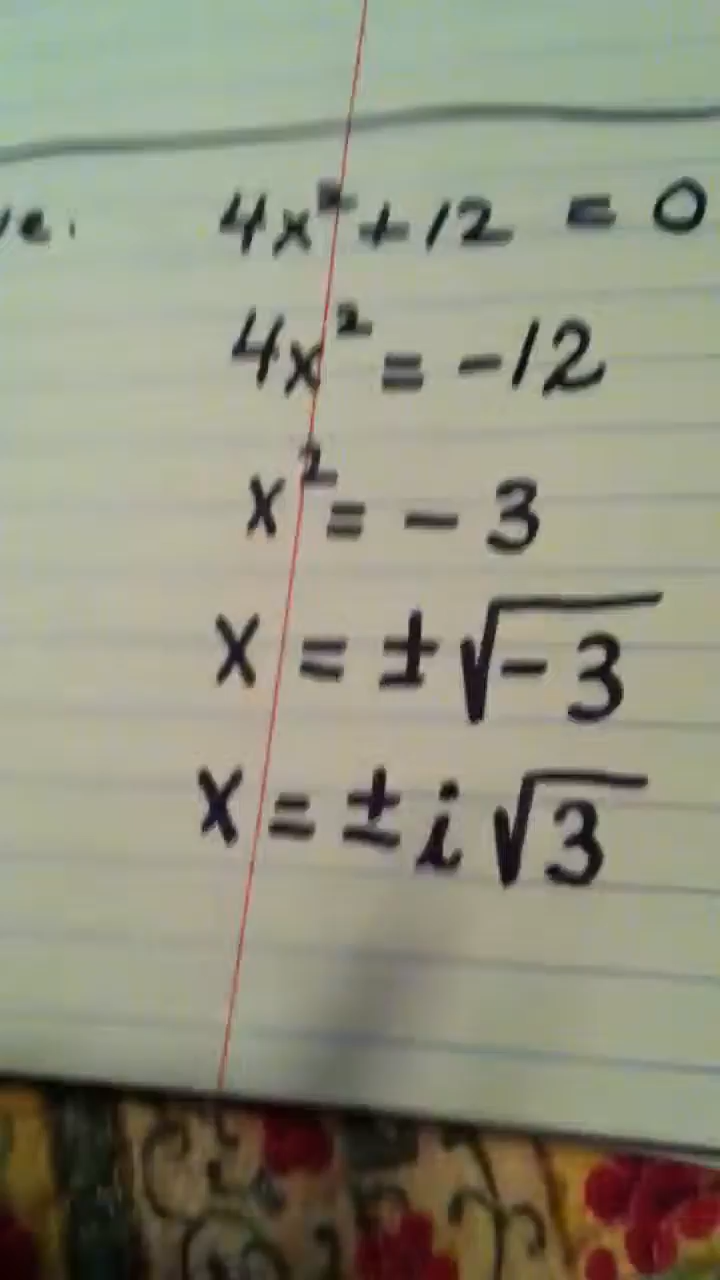 4x² + 12 = 0
4x² = -12
x² = -3
x = ±√-3
x = ±i√3